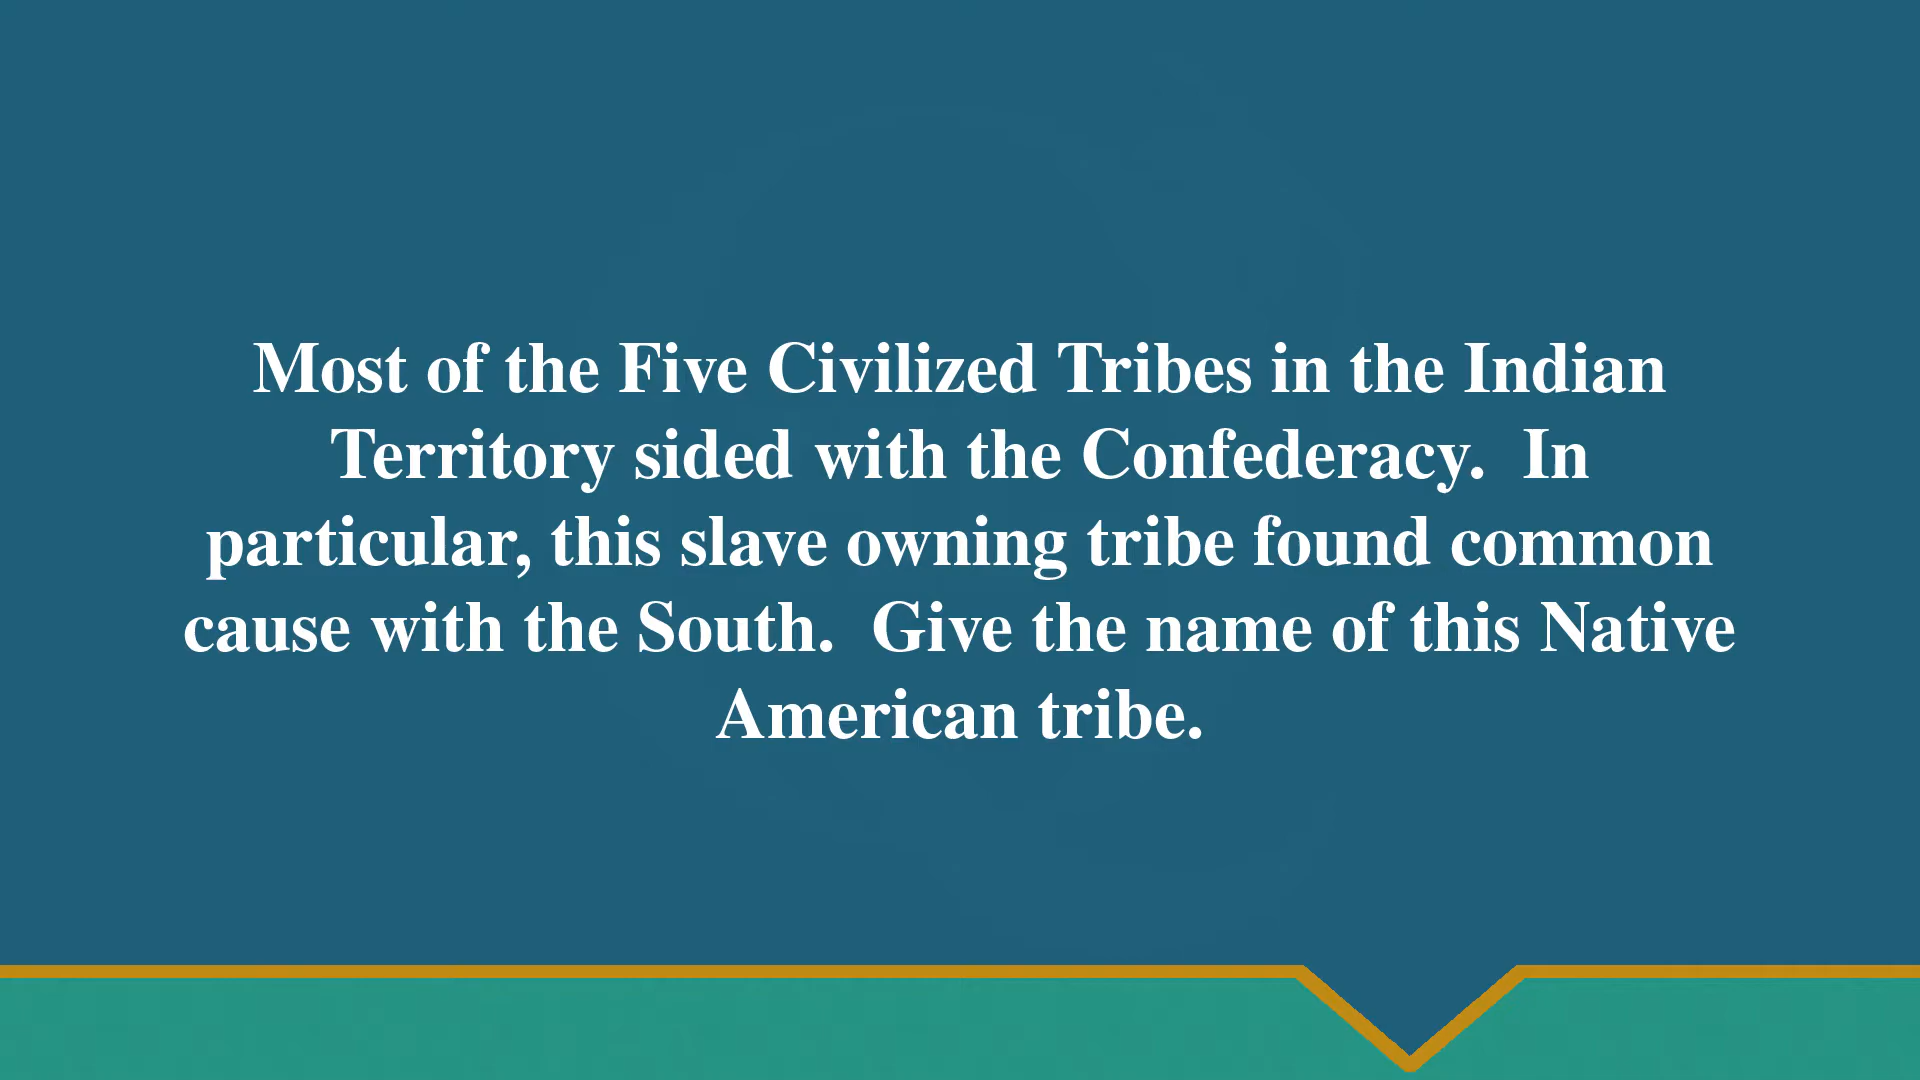 Most of the Five Civilized Tribes in the Indian
Territory sided with the Confederacy.  In
particular, this slave owning tribe found common
cause with the South.  Give the name of this Native
American tribe.